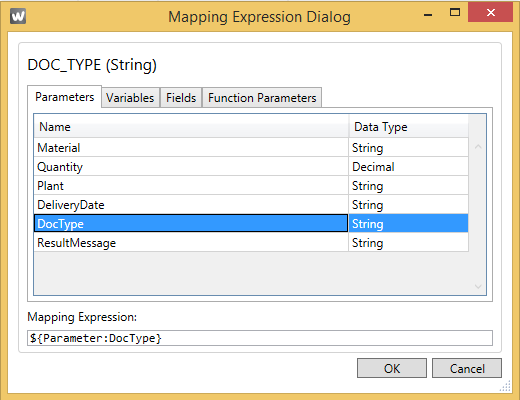 W
Mapping Expression Dialog
DOC_TYPE (String)
Parameters Variables Fields Function Parameters
Name Data Type
Material String
Quantity Decimal
Plant String
DeliveryDate String
DocType String
ResultMessage String
Mapping Expression:
${Parameter:DocType}
OK Cancel